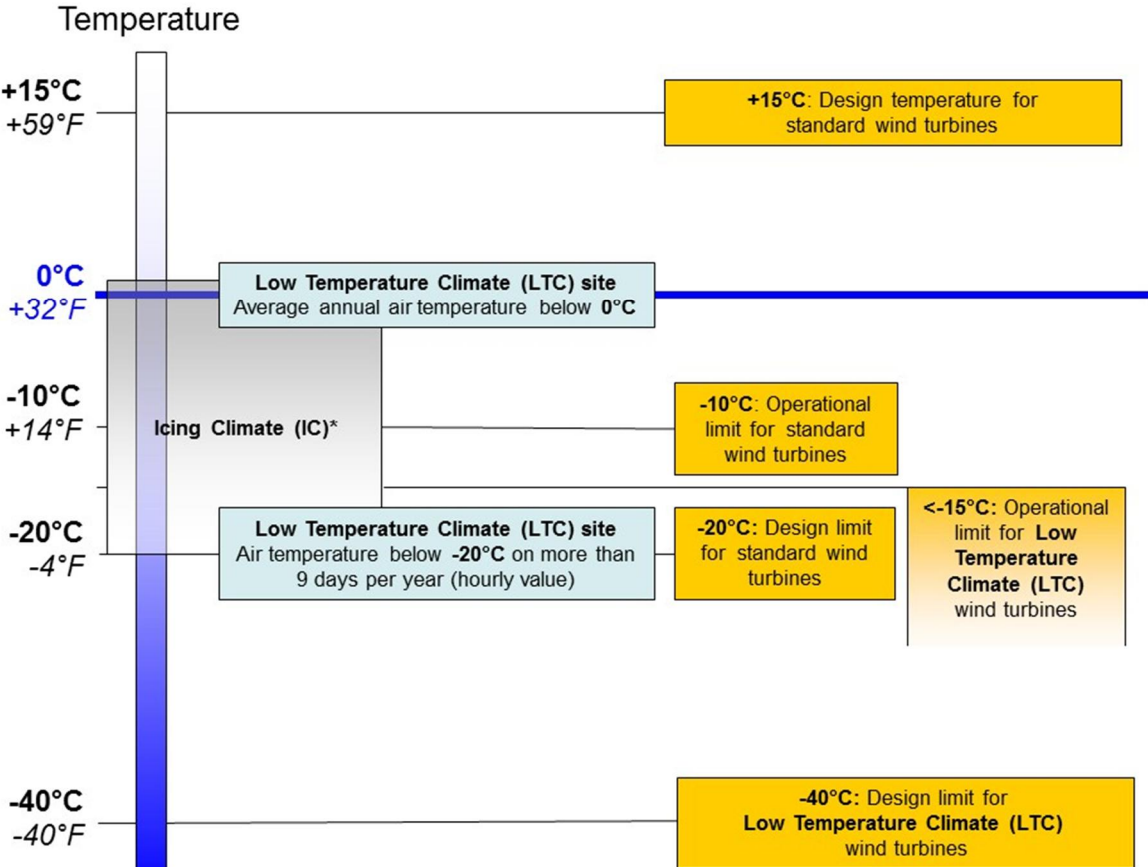 Temperature
+15°C
+59°F
+15°C: Design temperature for
standard wind turbines
0°C
+32°F
Low Temperature Climate (LTC) site
Average annual air temperature below 0°C
-10°C
+14°F
Icing Climate (IC)*
-10°C: Operational
limit for standard
wind turbines
-20°C
-4°F
Low Temperature Climate (LTC) site
Air temperature below -20°C on more than
9 days per year (hourly value)
-20°C: Design limit
for standard wind
turbines
<-15°C: Operational
limit for Low
Temperature
Climate (LTC)
wind turbines
-40°C
-40°F
-40°C: Design limit for
Low Temperature Climate (LTC)
wind turbines